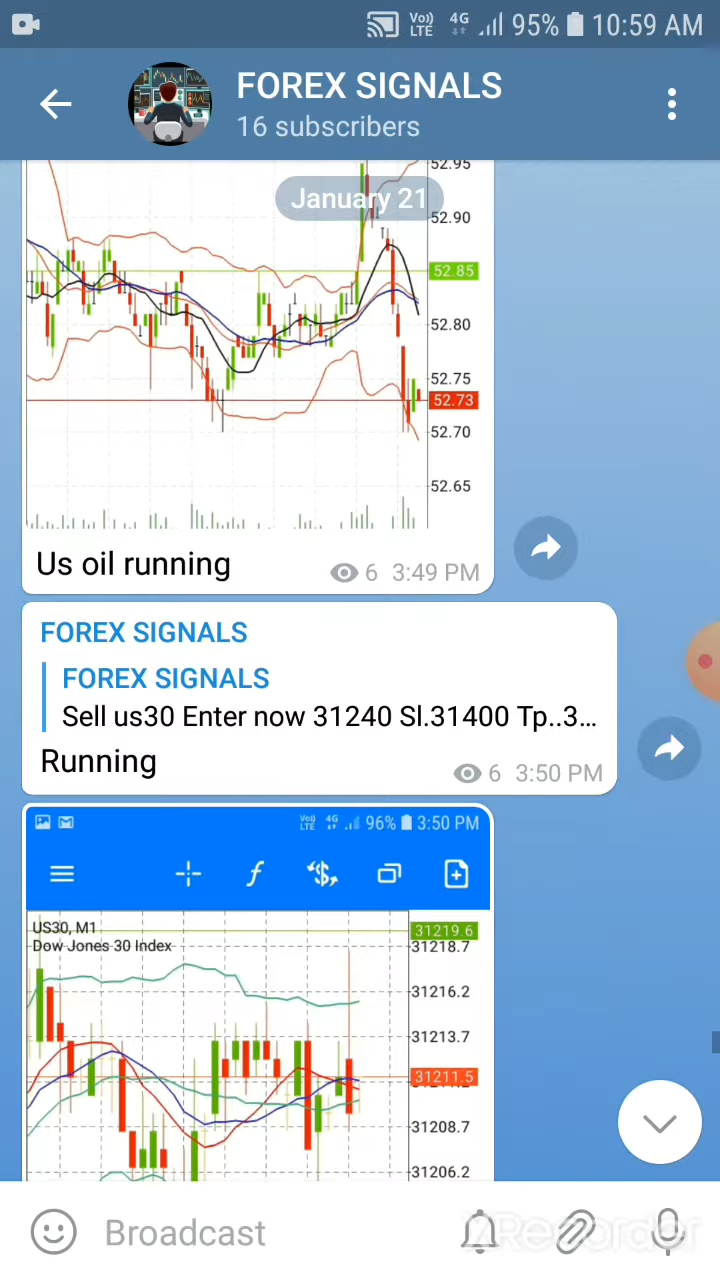 Vo)) LTE 4G 95% 10:59 AM
FOREX SIGNALS
16 subscribers
January 21
52.95
52.90
52.85
52.80
52.75
52.73
52.70
52.65
Us oil running
6 3:49 PM
FOREX SIGNALS
FOREX SIGNALS
Sell us30 Enter now 31240 Sl.31400 Tp..3...
Running
6 3:50 PM
Vo)) LTE 4G 96% 3:50 PM
US30, M1
Dow Jones 30 Index
31219.6
31218.7
31216.2
31213.7
31211.5
31208.7
31206.2
Broadcast
Recorder